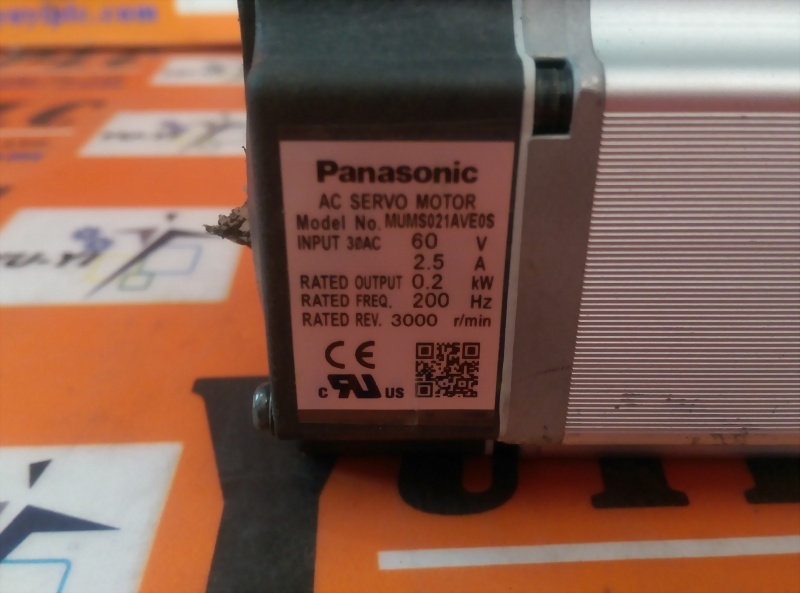 Panasonic
AC SERVO MOTOR
Model No. MUMS021AVE0S
INPUT 3ØAC 60 V
2.5 A
RATED OUTPUT 0.2 kW
RATED FREQ. 200 Hz
RATED REV. 3000 r/min
CE
c RU US